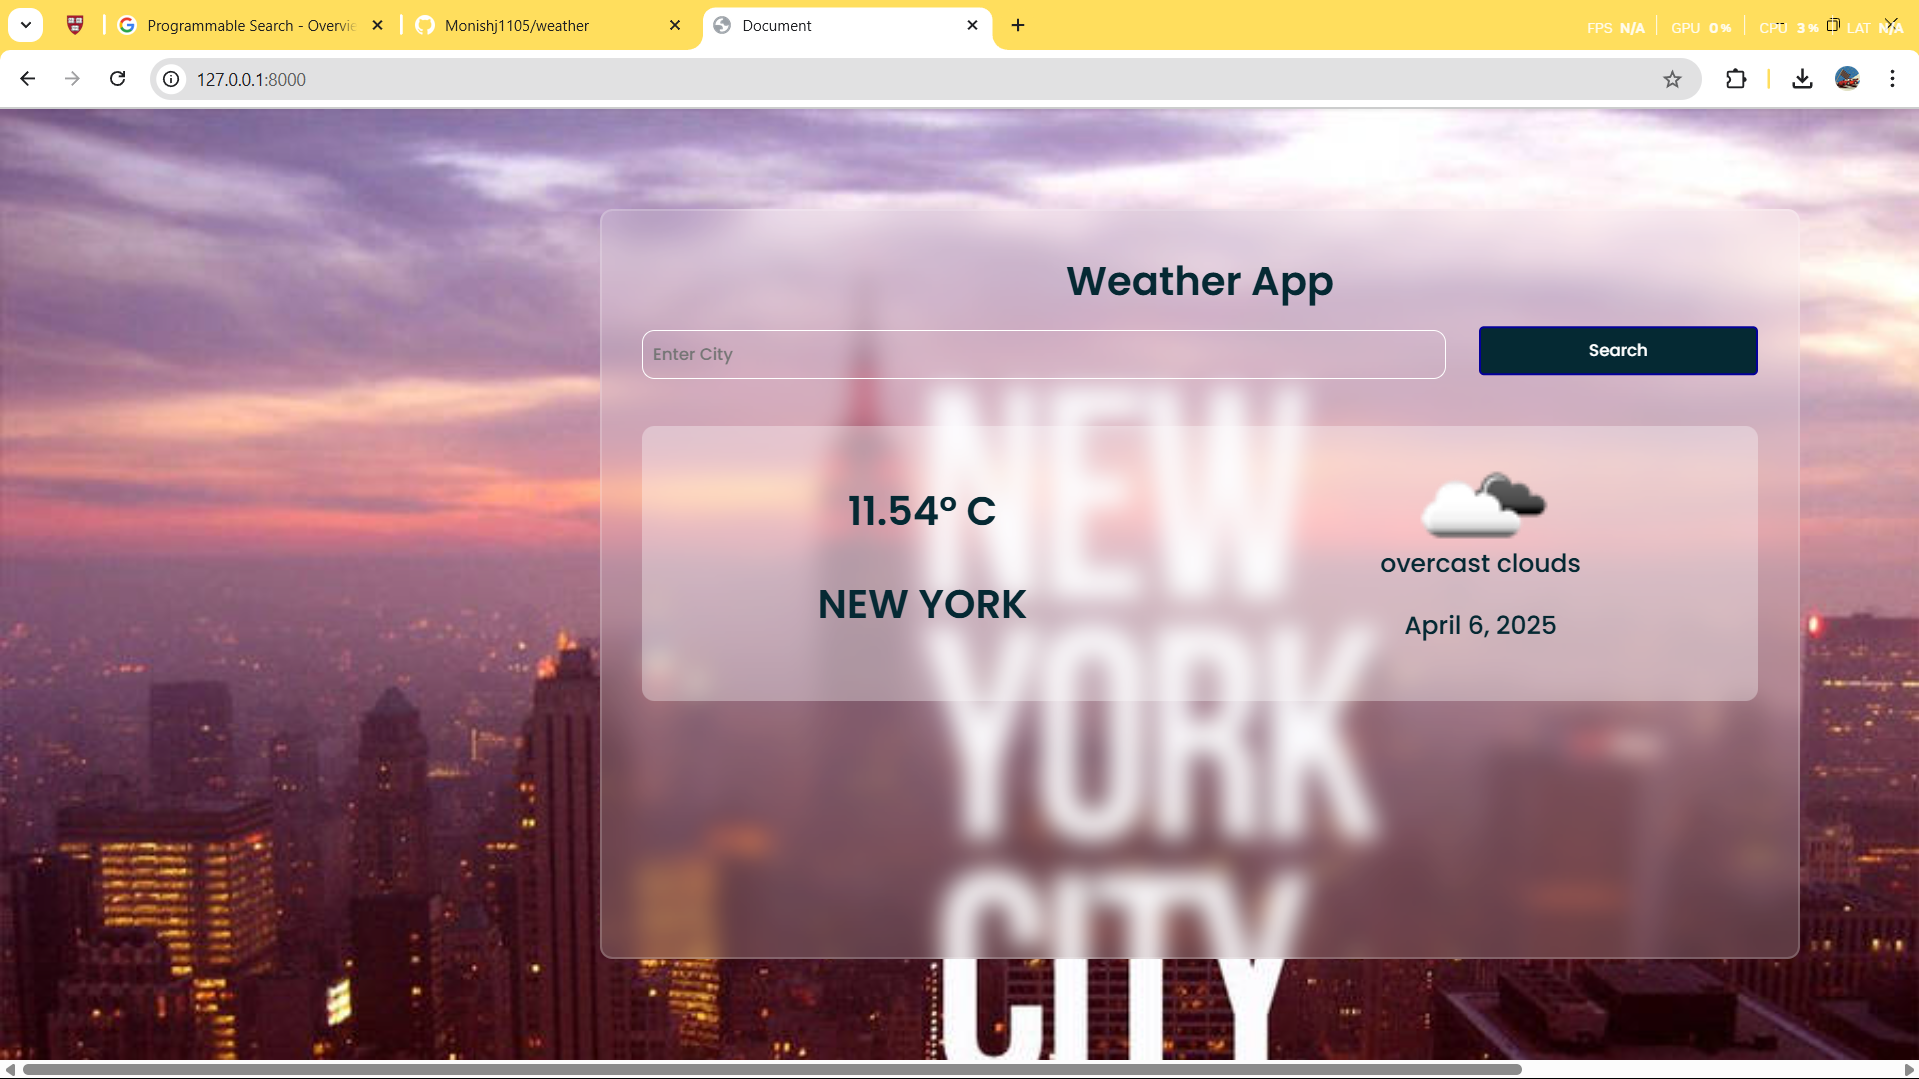 Programmable Search - Overvie
Monishj1105/weather
Document
FPS N/A GPU 0% CPU 3% LAT N/A
127.0.0.1:8000
Weather App
Enter City
Search
11.54° C
overcast clouds
NEW YORK
April 6, 2025
NEW
YORK
CITY